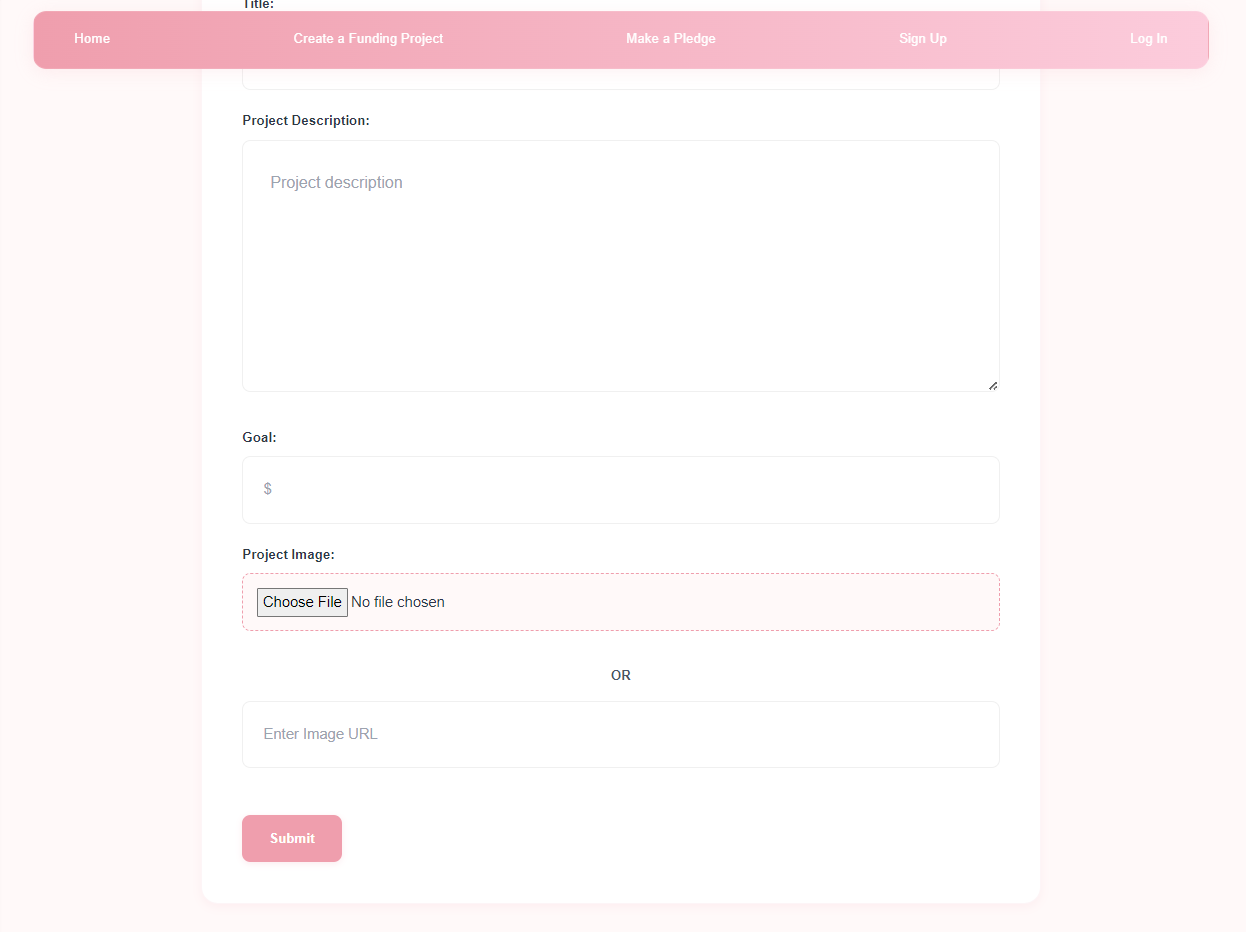 Title:
Home Create a Funding Project Make a Pledge Sign Up Log In
Project Description:
Project description
Goal:
$
Project Image:
Choose File No file chosen
OR
Enter Image URL
Submit